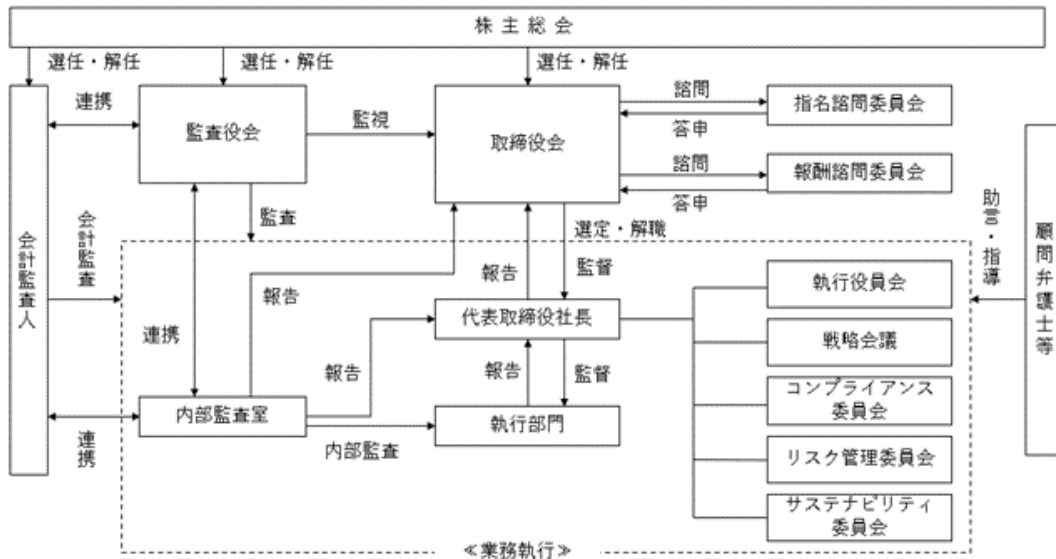 株主総会
選任・解任
選任・解任
選任・解任
連携
監査役会
監視
取締役会
諮問
答申
指名諮問委員会
諮問
答申
報酬諮問委員会
会計監査人
会計監査
監査
選定・解職
助言・指導
顧問弁護士等
報告
報告
監督
執行役員会
代表取締役社長
連携
戦略会議
報告
報告
監督
コンプライアンス
委員会
内部監査室
執行部門
連携
内部監査
リスク管理委員会
サステナビリティ
委員会
≪業務執行≫